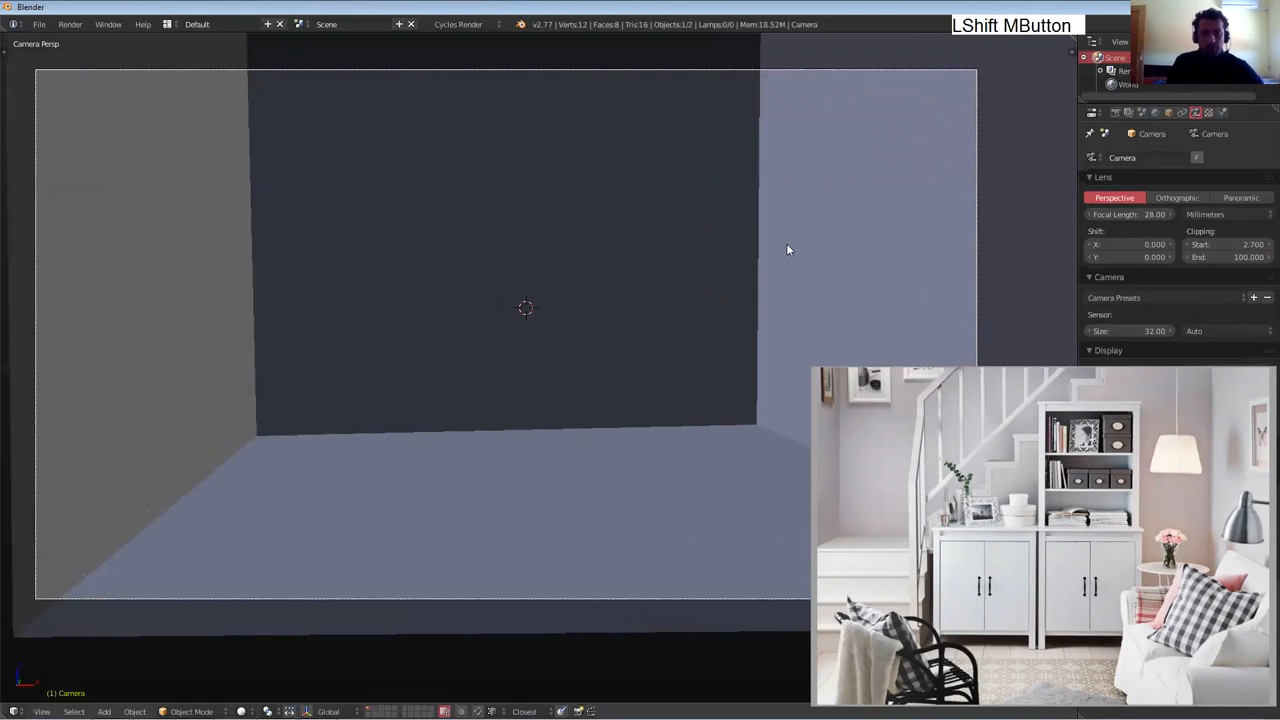 Blender
File Render Window Help Default Scene Cycles Render v2.77 | Verts:12 | Faces:8 | Tris:16 | Objects:1/2 | Lamps:0/0 | Mem:18.52M | Camera
LShift MButton
Camera Persp
View
Scene
Ren
World
Camera Camera
Camera F
Lens
Perspective Orthographic Panoramic
Focal Length: 28.00 Millimeters
Shift: Clipping:
X: 0.000 Start: 2.700
Y: 0.000 End: 100.000
Camera
Camera Presets
Sensor:
Size: 32.00 Auto
Display
(1) Camera
View Select Add Object Object Mode Global Closest